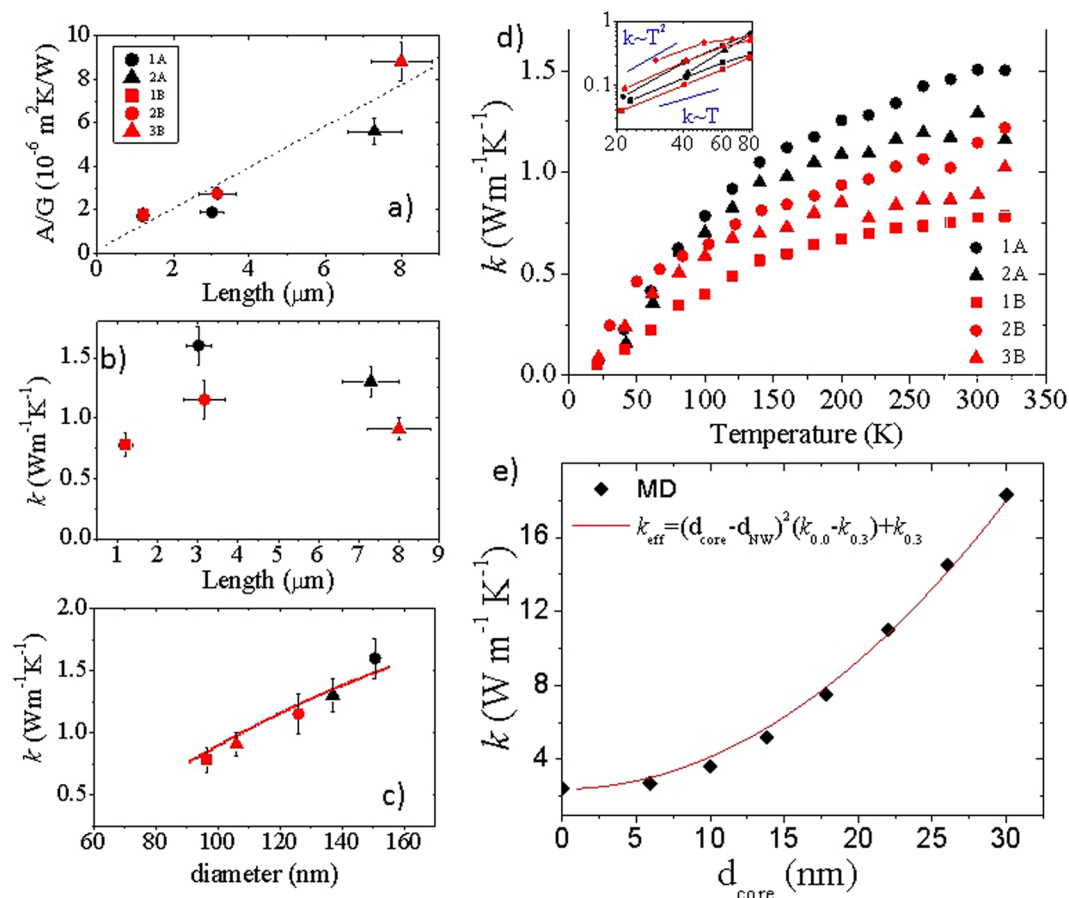 a)
A/G (10⁻⁶ m²K/W)
10
8
6
4
2
0
1A
2A
1B
2B
3B
0 2 4 6 8
Length (μm)
b)
k (Wm⁻¹K⁻¹)
1.5
1.0
0.5
0.0
1 2 3 4 5 6 7 8 9
Length (μm)
c)
k (Wm⁻¹K⁻¹)
2.0
1.5
1.0
0.5
60 80 100 120 140 160
diameter (nm)
d)
k (Wm⁻¹K⁻¹)
1.5
1.0
0.5
0.0
1
0.1
k~T²
k~T
20 40 60 80
1A
2A
1B
2B
3B
0 50 100 150 200 250 300 350
Temperature (K)
e)
k (W m⁻¹ K⁻¹)
16
12
8
4
MD
k_eff=(d_core-d_NW)²(k_0.0-k_0.3)+k_0.3
0 5 10 15 20 25 30
d_core (nm)